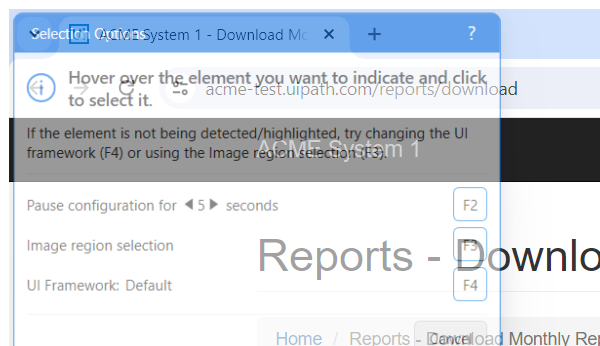 Selection Options
ACME System 1 - Download Mo
?
Hover over the element you want to indicate and click
to select it.
acme-test.uipath.com/reports/download
If the element is not being detected/highlighted, try changing the UI
framework (F4) or using the Image region selection (F3).
ACME System 1
Pause configuration for 5 seconds
F2
Image region selection
F3
Reports - Downlo
UI Framework: Default
F4
Home / Reports - Download Monthly Rep
Cancel